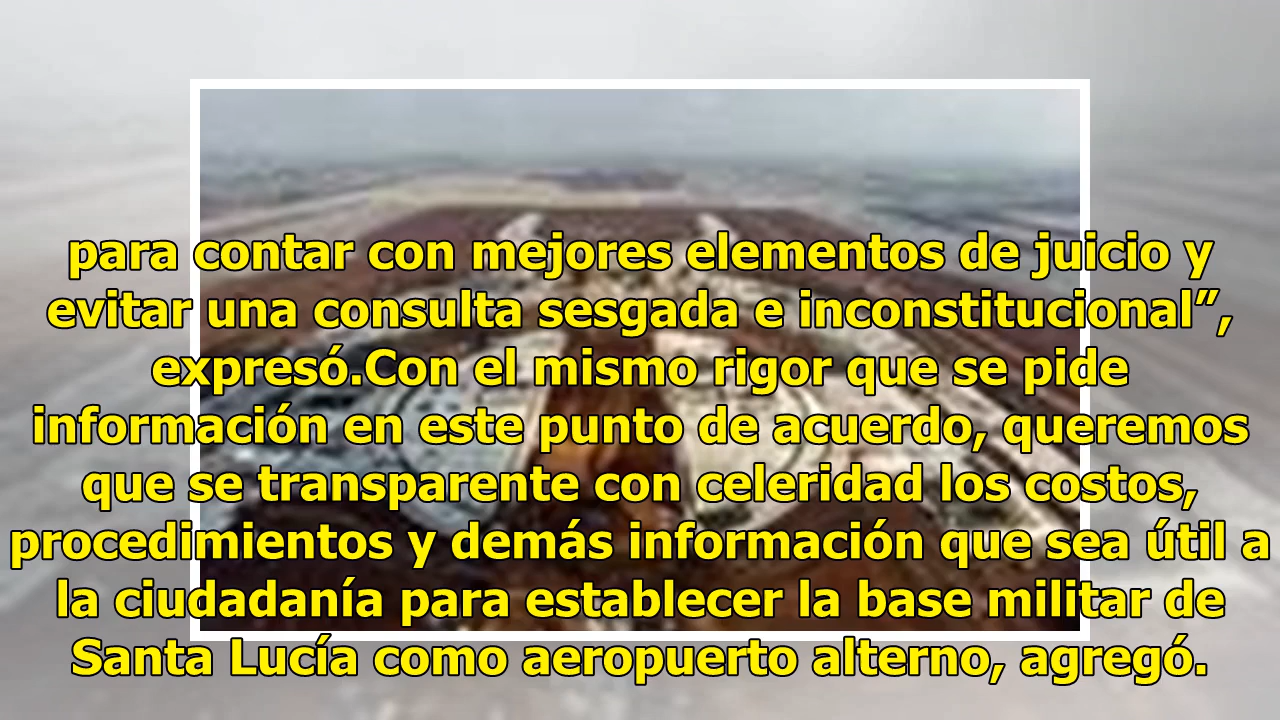 para contar con mejores elementos de juicio y
evitar una consulta sesgada e inconstitucional”,
expresó.Con el mismo rigor que se pide
información en este punto de acuerdo, queremos
que se transparente con celeridad los costos,
procedimientos y demás información que sea útil a
la ciudadanía para establecer la base militar de
Santa Lucía como aeropuerto alterno, agregó.